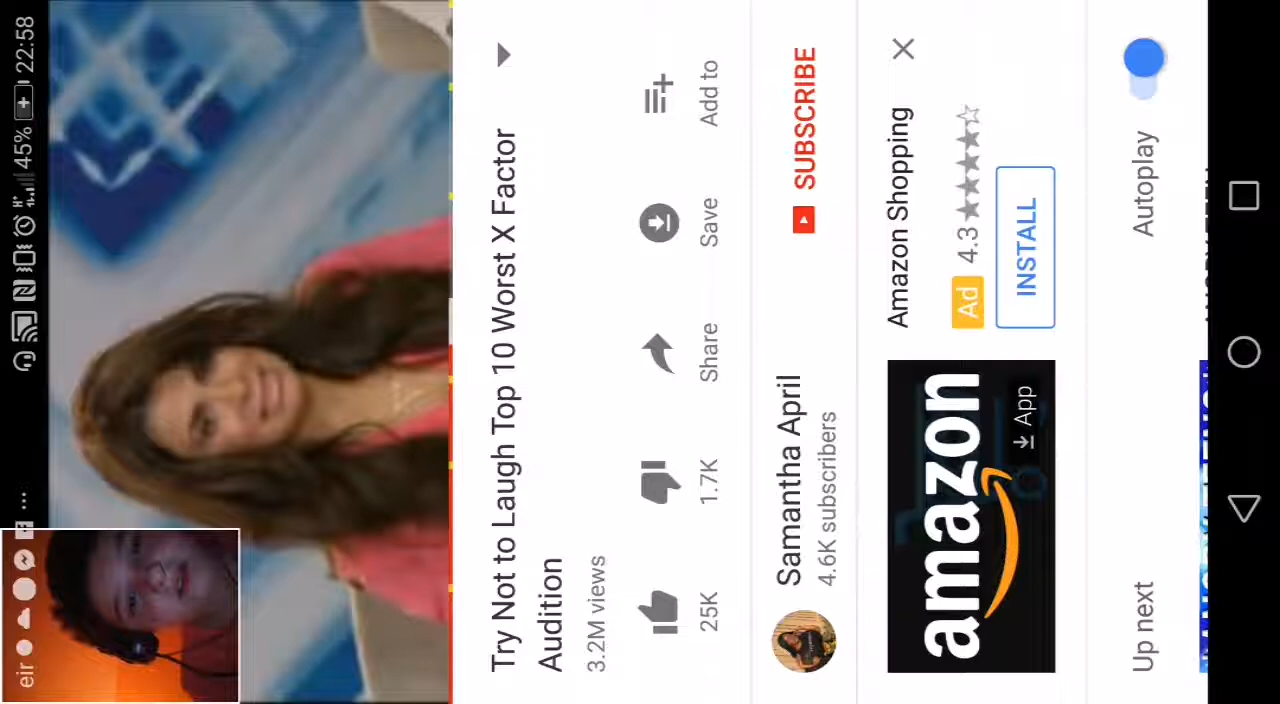 eir ... 45% 22:58
Try Not to Laugh Top 10 Worst X Factor
Audition
3.2M views
25K 1.7K Share Save Add to
Samantha April
4.6K subscribers
SUBSCRIBE
amazon
App
Amazon Shopping
Ad 4.3
INSTALL
Up next Autoplay